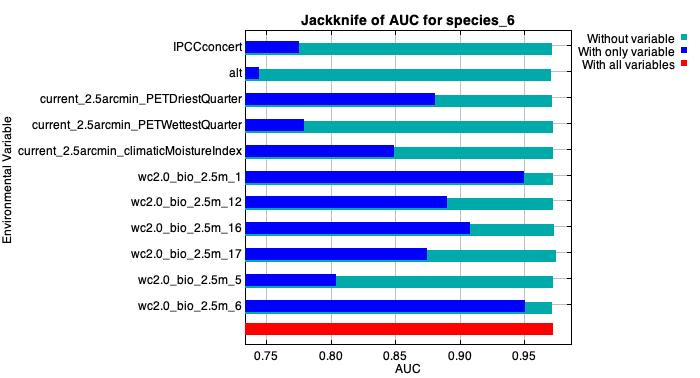 Jackknife of AUC for species_6
Without variable
With only variable
With all variables
Environmental Variable
IPCCconcert
alt
current_2.5arcmin_PETDriestQuarter
current_2.5arcmin_PETWettestQuarter
current_2.5arcmin_climaticMoistureIndex
wc2.0_bio_2.5m_1
wc2.0_bio_2.5m_12
wc2.0_bio_2.5m_16
wc2.0_bio_2.5m_17
wc2.0_bio_2.5m_5
wc2.0_bio_2.5m_6
0.75 0.80 0.85 0.90 0.95
AUC